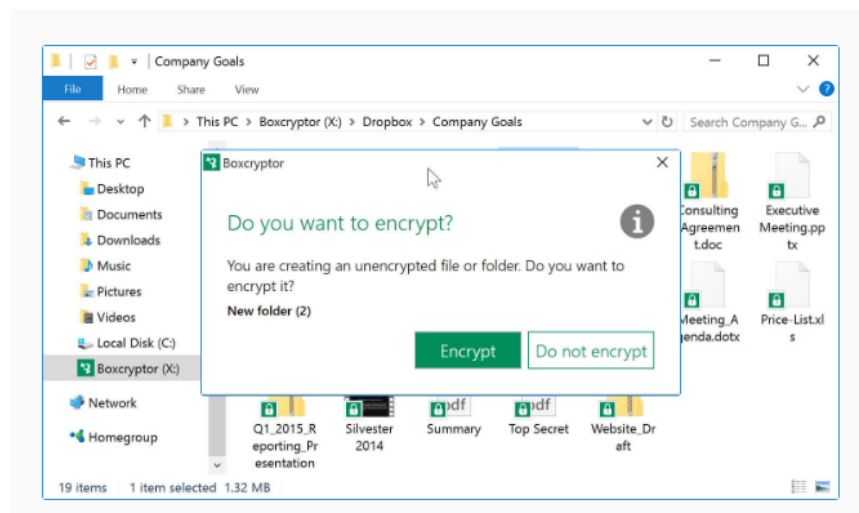 Company Goals
File Home Share View
This PC > Boxcryptor (X:) > Dropbox > Company Goals
Search Company G...
This PC
Desktop
Documents
Downloads
Music
Pictures
Videos
Local Disk (C:)
Boxcryptor (X:)
Network
Homegroup
Boxcryptor
Do you want to encrypt?
You are creating an unencrypted file or folder. Do you want to
encrypt it?
New folder (2)
Encrypt Do not encrypt
Consulting
Agreemen
t.doc
Executive
Meeting.pp
tx
Meeting_A
genda.dotx
Price-List.xl
s
pdf
pdf
Q1_2015_R
eporting_Pr
esentation
Silvester
2014
Summary
Top Secret
Website_Dr
aft
19 items 1 item selected 1.32 MB